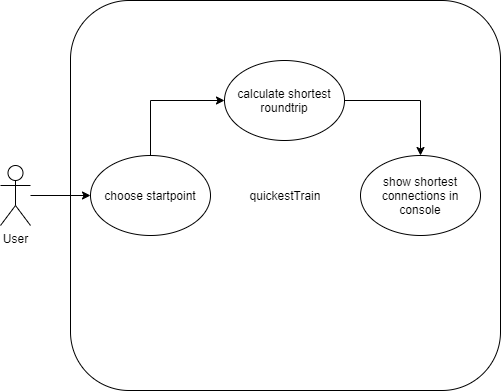 calculate shortest
roundtrip
choose startpoint
quickestTrain
show shortest
connections in
console
User